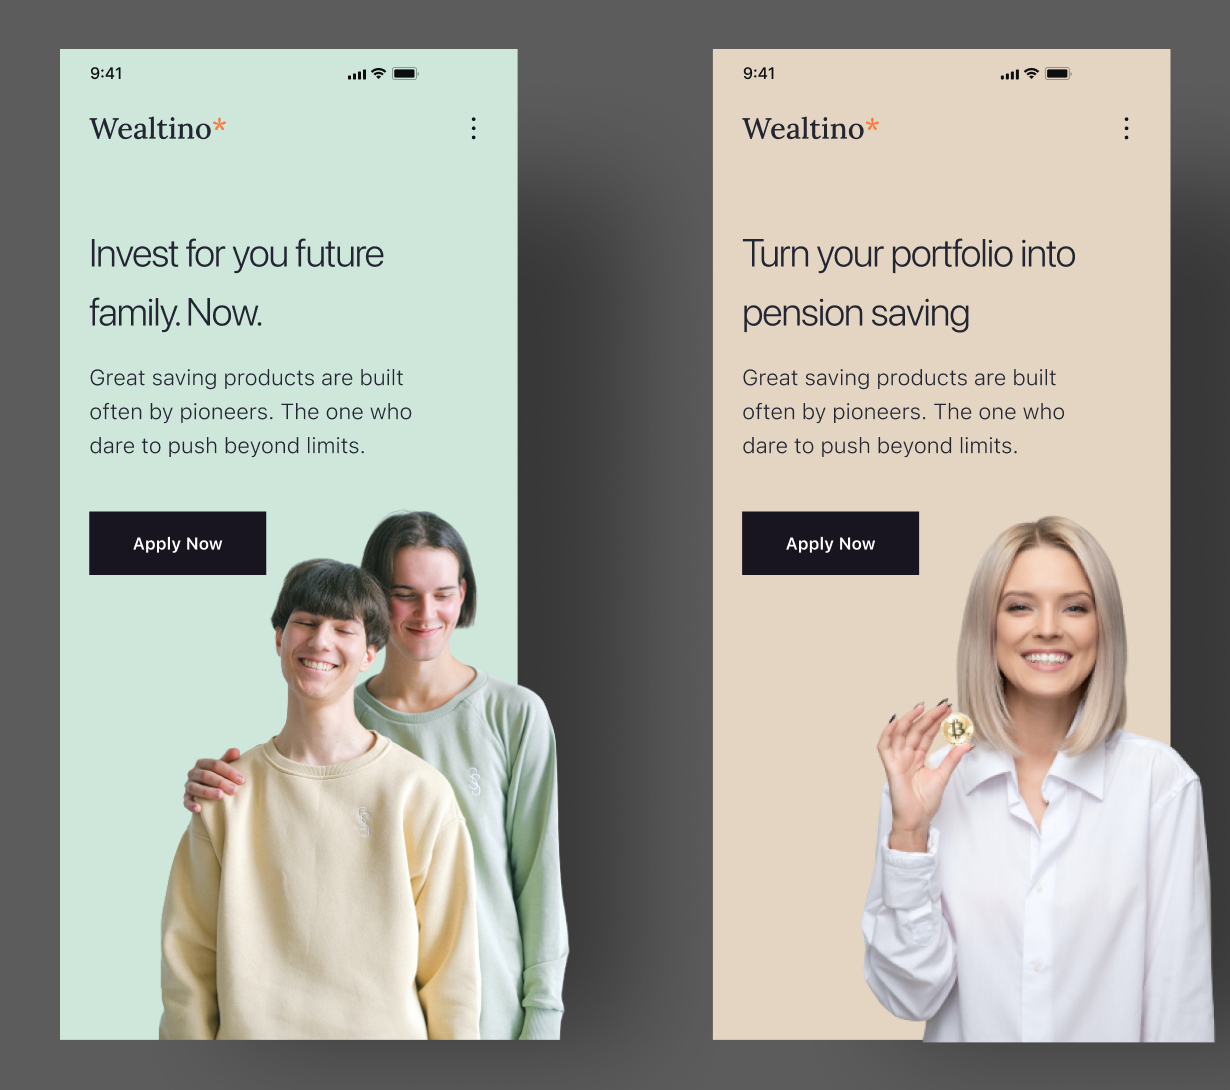 9:41
Wealtino*
Invest for you future
family. Now.
Great saving products are built
often by pioneers. The one who
dare to push beyond limits.
Apply Now
9:41
Wealtino*
Turn your portfolio into
pension saving
Great saving products are built
often by pioneers. The one who
dare to push beyond limits.
Apply Now